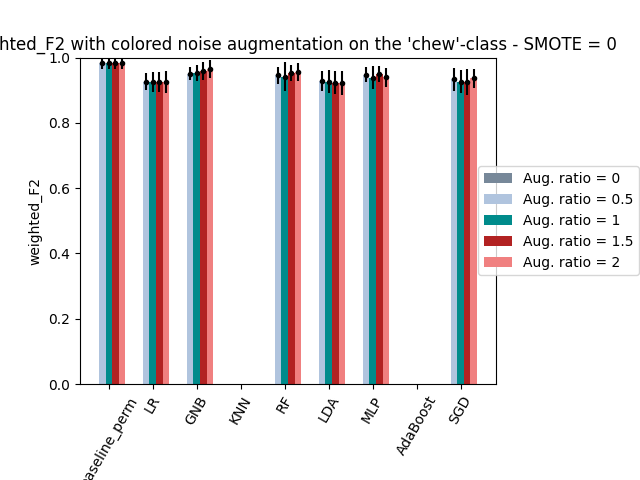 hted_F2 with colored noise augmentation on the 'chew'-class - SMOTE = 0
1.0
0.8
0.6
0.4
0.2
0.0
weighted_F2
Aug. ratio = 0
Aug. ratio = 0.5
Aug. ratio = 1
Aug. ratio = 1.5
Aug. ratio = 2
aseline_perm
LR
GNB
KNN
RF
LDA
MLP
AdaBoost
SGD